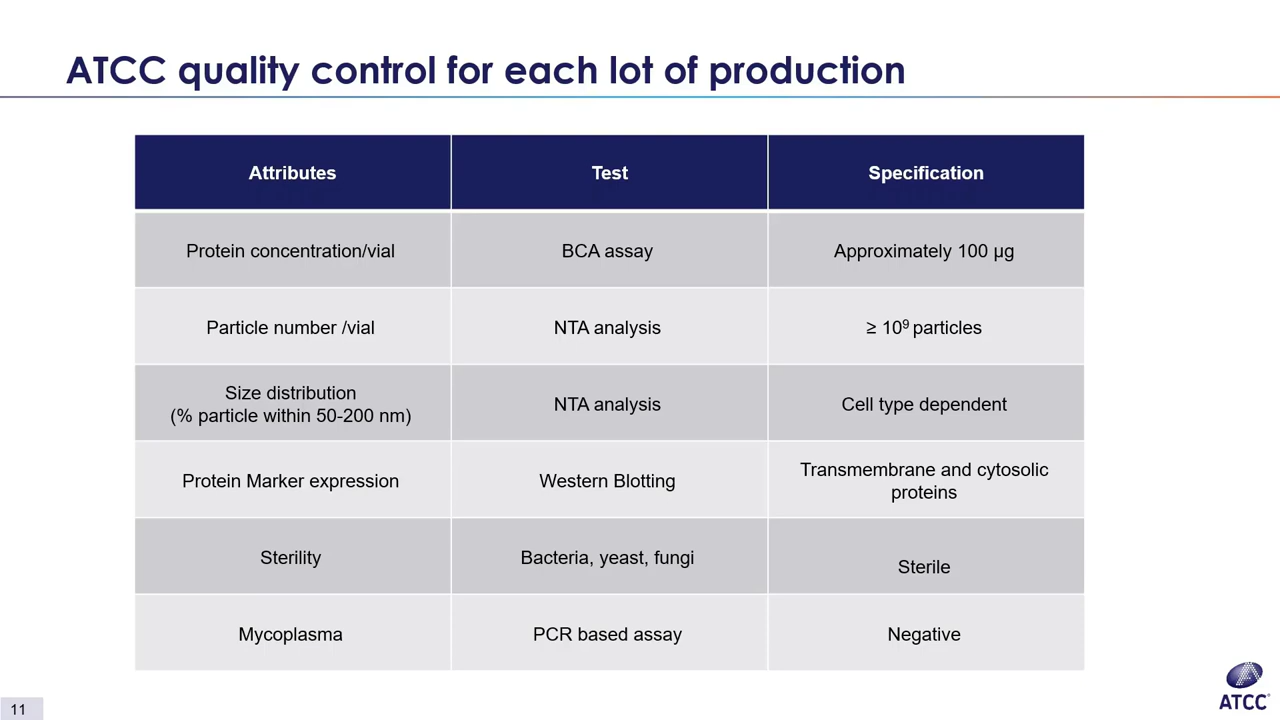 ATCC quality control for each lot of production
Attributes
Test
Specification
Protein concentration/vial
BCA assay
Approximately 100 µg
Particle number /vial
NTA analysis
≥ 10⁹ particles
Size distribution
(% particle within 50-200 nm)
NTA analysis
Cell type dependent
Protein Marker expression
Western Blotting
Transmembrane and cytosolic
proteins
Sterility
Bacteria, yeast, fungi
Sterile
Mycoplasma
PCR based assay
Negative
11
ATCC